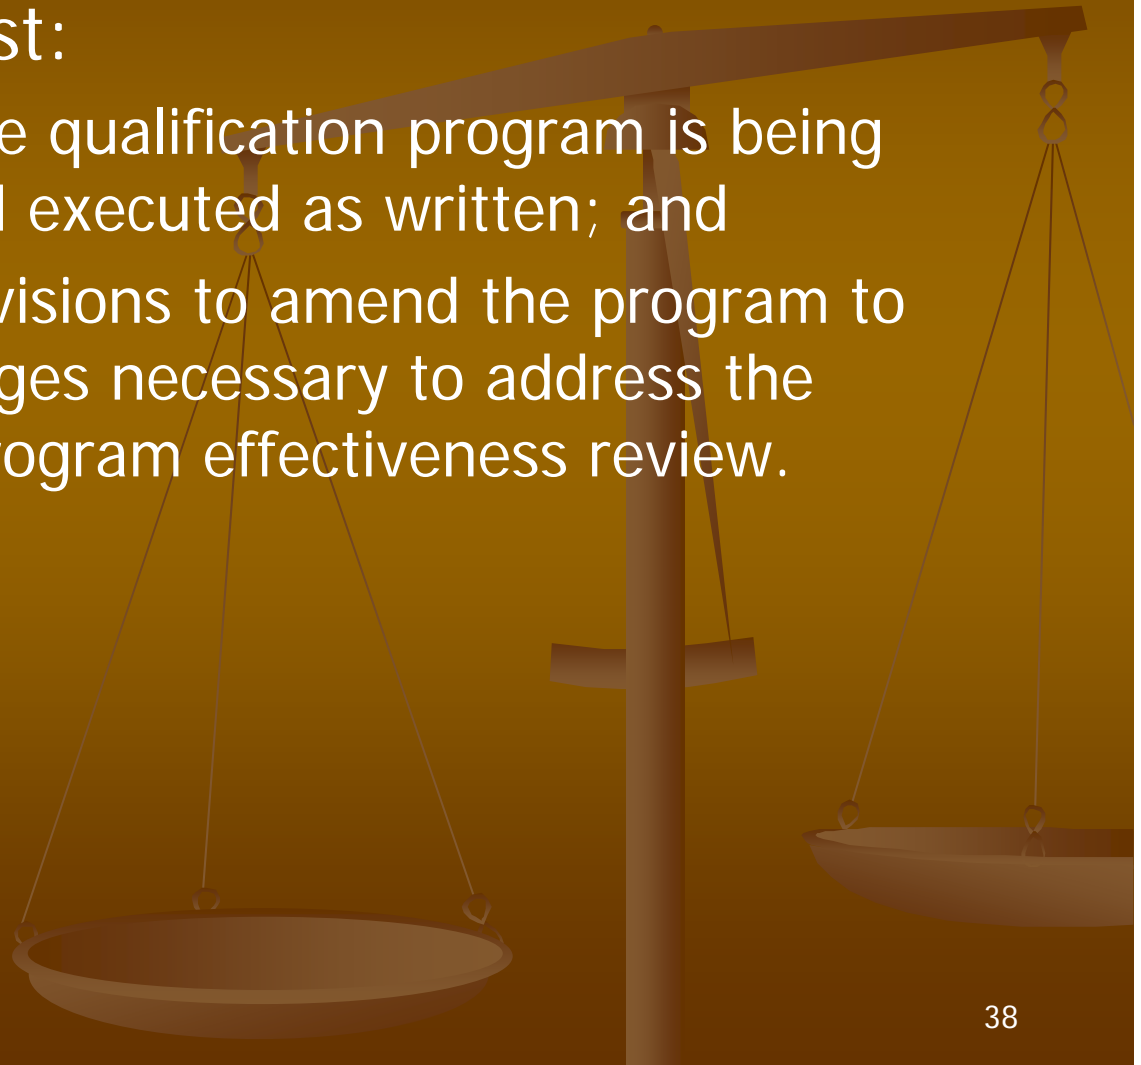 st:
e qualification program is being
l executed as written; and
visions to amend the program to
ges necessary to address the
rogram effectiveness review.
38